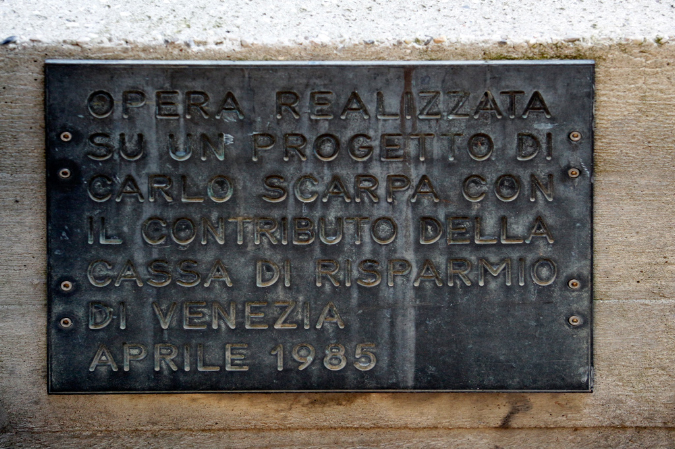 OPERA REALIZZATA
SU UN PROGETTO DI
CARLO SCARPA CON
IL CONTRIBUTO DELLA
CASSA DI RISPARMIO
DI VENEZIA
APRILE 1985